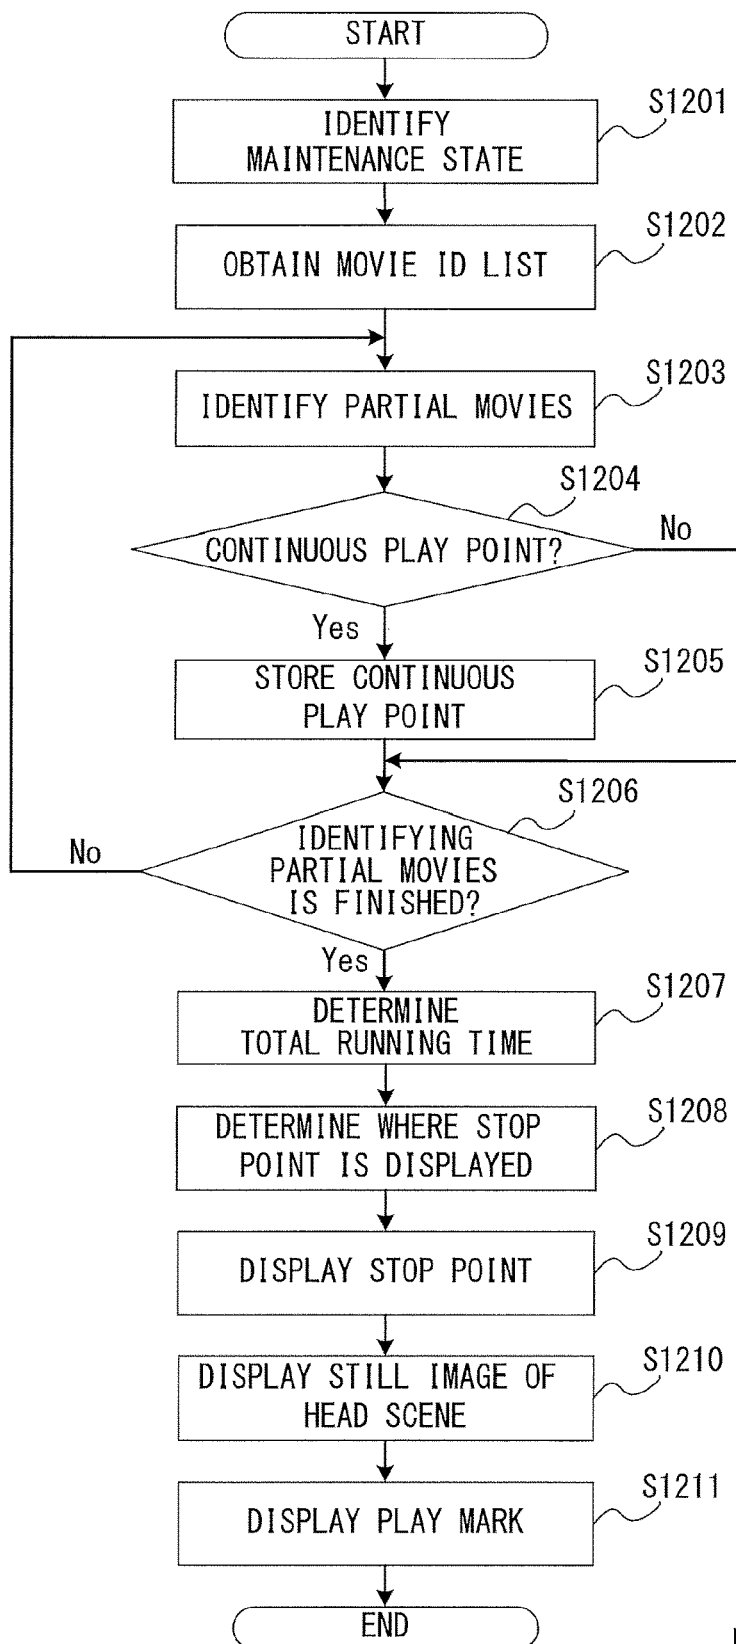 START
S1201
IDENTIFY
MAINTENANCE STATE
S1202
OBTAIN MOVIE ID LIST
S1203
IDENTIFY PARTIAL MOVIES
S1204
CONTINUOUS PLAY POINT?
No
Yes
S1205
STORE CONTINUOUS
PLAY POINT
S1206
IDENTIFYING
PARTIAL MOVIES
IS FINISHED?
No
Yes
S1207
DETERMINE
TOTAL RUNNING TIME
S1208
DETERMINE WHERE STOP
POINT IS DISPLAYED
S1209
DISPLAY STOP POINT
S1210
DISPLAY STILL IMAGE OF
HEAD SCENE
S1211
DISPLAY PLAY MARK
END